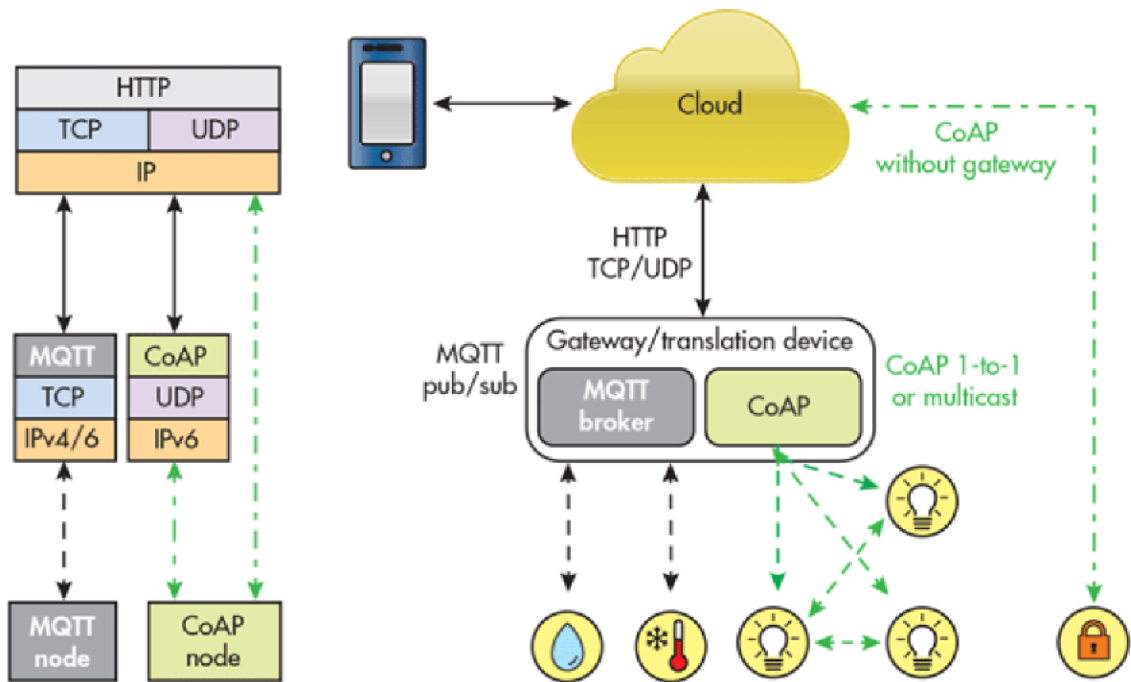 HTTP
TCP
UDP
IP
MQTT
TCP
IPv4/6
CoAP
UDP
IPv6
MQTT
node
CoAP
node
Cloud
CoAP
without gateway
HTTP
TCP/UDP
MQTT
pub/sub
Gateway/translation device
MQTT
broker
CoAP
CoAP 1-to-1
or multicast